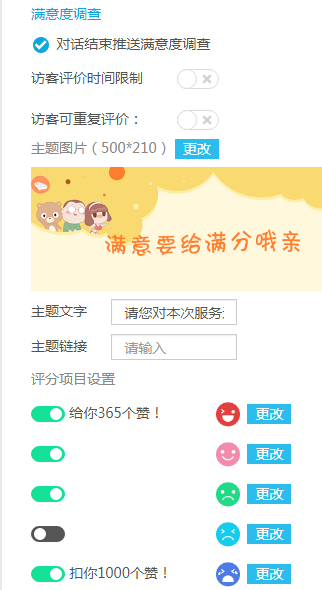 满意度调查
对话结束推送满意度调查
访客评价时间限制
访客可重复评价：
主题图片（500*210） 更改
满意要给满分哦亲
主题文字 请您对本次服务
主题链接 请输入
评分项目设置
给你365个赞！ 更改
更改
更改
更改
扣你1000个赞！ 更改